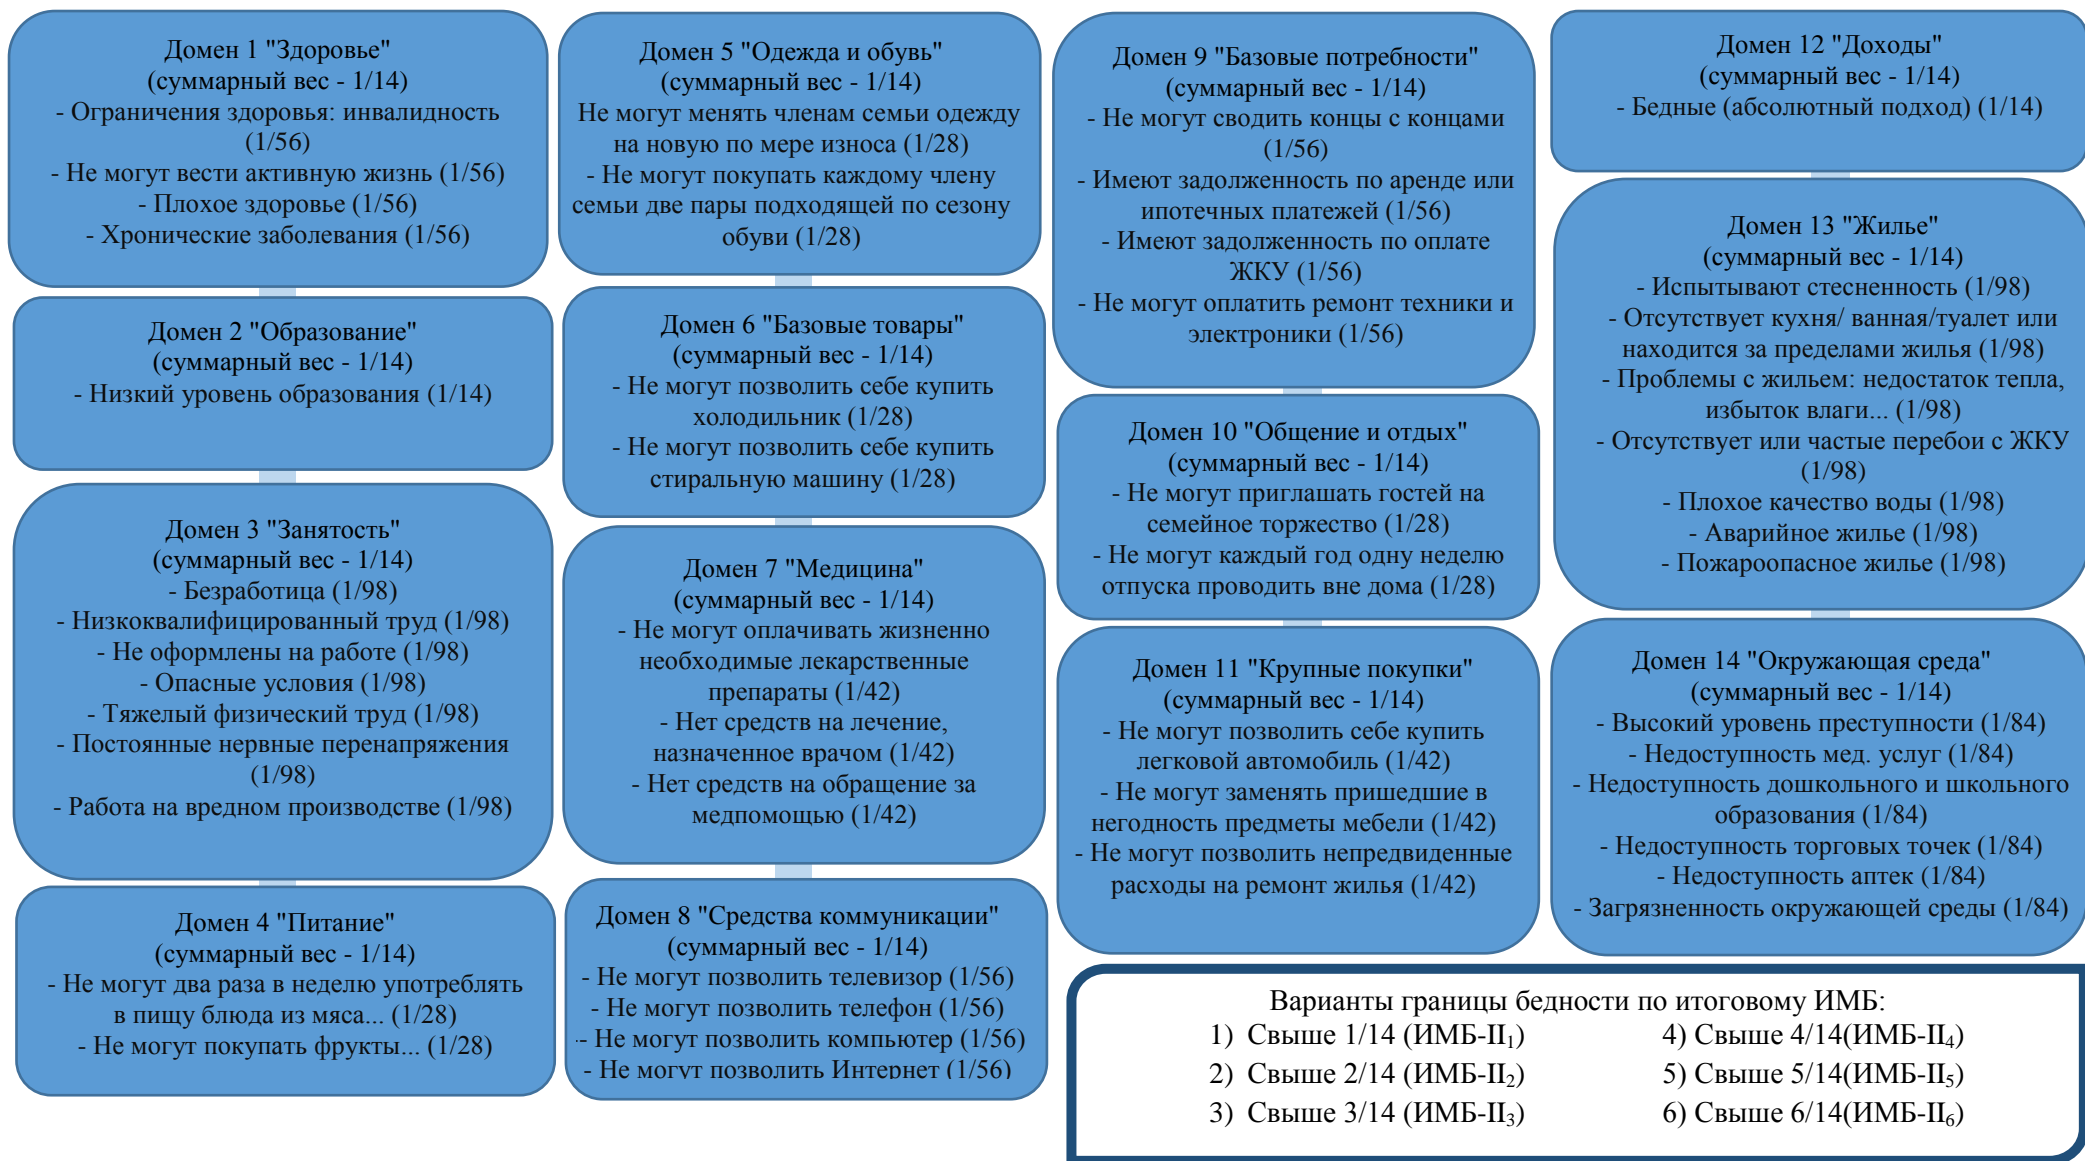 Домен 1 "Здоровье"
(суммарный вес - 1/14)
- Ограничения здоровья: инвалидность
(1/56)
- Не могут вести активную жизнь (1/56)
- Плохое здоровье (1/56)
- Хронические заболевания (1/56)
Домен 2 "Образование"
(суммарный вес - 1/14)
- Низкий уровень образования (1/14)
Домен 3 "Занятость"
(суммарный вес - 1/14)
- Безработица (1/98)
- Низкоквалифицированный труд (1/98)
- Не оформлены на работе (1/98)
- Опасные условия (1/98)
- Тяжелый физический труд (1/98)
- Постоянные нервные перенапряжения
(1/98)
- Работа на вредном производстве (1/98)
Домен 4 "Питание"
(суммарный вес - 1/14)
- Не могут два раза в неделю употреблять
в пищу блюда из мяса... (1/28)
- Не могут покупать фрукты... (1/28)
Домен 5 "Одежда и обувь"
(суммарный вес - 1/14)
Не могут менять членам семьи одежду
на новую по мере износа (1/28)
- Не могут покупать каждому члену
семьи две пары подходящей по сезону
обуви (1/28)
Домен 6 "Базовые товары"
(суммарный вес - 1/14)
- Не могут позволить себе купить
холодильник (1/28)
- Не могут позволить себе купить
стиральную машину (1/28)
Домен 7 "Медицина"
(суммарный вес - 1/14)
- Не могут оплачивать жизненно
необходимые лекарственные
препараты (1/42)
- Нет средств на лечение,
назначенное врачом (1/42)
- Нет средств на обращение за
медпомощью (1/42)
Домен 8 "Средства коммуникации"
(суммарный вес - 1/14)
- Не могут позволить телевизор (1/56)
- Не могут позволить телефон (1/56)
- Не могут позволить компьютер (1/56)
- Не могут позволить Интернет (1/56)
Домен 9 "Базовые потребности"
(суммарный вес - 1/14)
- Не могут сводить концы с концами
(1/56)
- Имеют задолженность по аренде или
ипотечных платежей (1/56)
- Имеют задолженность по оплате
ЖКУ (1/56)
- Не могут оплатить ремонт техники и
электроники (1/56)
Домен 10 "Общение и отдых"
(суммарный вес - 1/14)
- Не могут приглашать гостей на
семейное торжество (1/28)
- Не могут каждый год одну неделю
отпуска проводить вне дома (1/28)
Домен 11 "Крупные покупки"
(суммарный вес - 1/14)
- Не могут позволить себе купить
легковой автомобиль (1/42)
- Не могут заменять пришедшие в
негодность предметы мебели (1/42)
- Не могут позволить непредвиденные
расходы на ремонт жилья (1/42)
Домен 12 "Доходы"
(суммарный вес - 1/14)
- Бедные (абсолютный подход) (1/14)
Домен 13 "Жилье"
(суммарный вес - 1/14)
- Испытывают стесненность (1/98)
- Отсутствует кухня/ ванная/туалет или
находится за пределами жилья (1/98)
- Проблемы с жильем: недостаток тепла,
избыток влаги... (1/98)
- Отсутствует или частые перебои с ЖКУ
(1/98)
- Плохое качество воды (1/98)
- Аварийное жилье (1/98)
- Пожароопасное жилье (1/98)
Домен 14 "Окружающая среда"
(суммарный вес - 1/14)
- Высокий уровень преступности (1/84)
- Недоступность мед. услуг (1/84)
- Недоступность дошкольного и школьного
образования (1/84)
- Недоступность торговых точек (1/84)
- Недоступность аптек (1/84)
- Загрязненность окружающей среды (1/84)
Варианты границы бедности по итоговому ИМБ:
1) Свыше 1/14 (ИМБ-II₁)
2) Свыше 2/14 (ИМБ-II₂)
3) Свыше 3/14 (ИМБ-II₃)
4) Свыше 4/14(ИМБ-II₄)
5) Свыше 5/14(ИМБ-II₅)
6) Свыше 6/14(ИМБ-II₆)